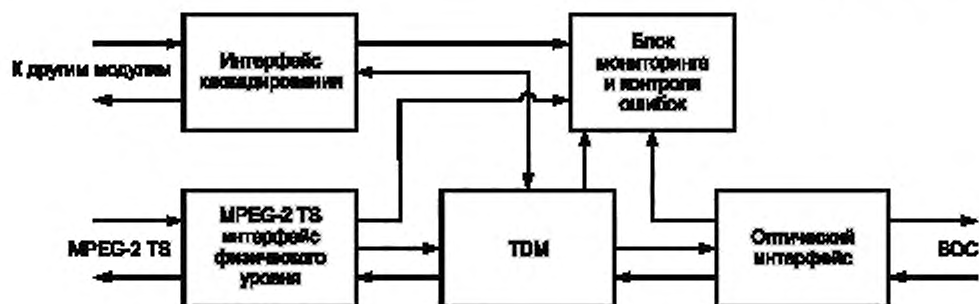 К другим модулям
Интерфейс
каскадирования
Блок
мониторинга
и контроля
ошибок
MPEG-2 TS
MPEG-2 TS
интерфейс
физического
уровня
TDM
Оптический
интерфейс
ВОС